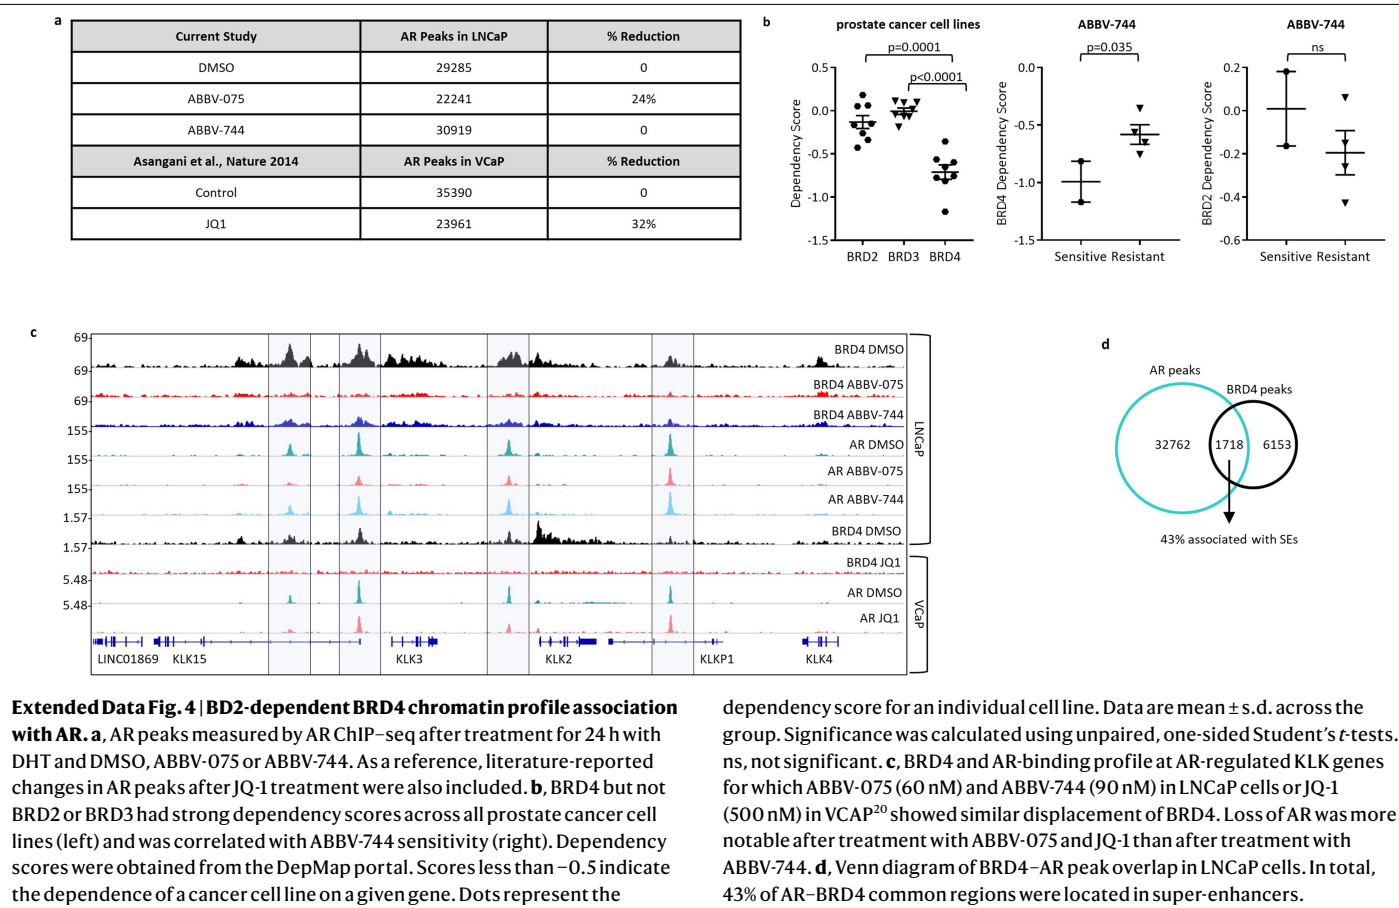 a
Current Study AR Peaks in LNCaP % Reduction
DMSO 29285 0
ABBV-075 22241 24%
ABBV-744 30919 0
Asangani et al., Nature 2014 AR Peaks in VCaP % Reduction
Control 35390 0
JQ1 23961 32%
b
prostate cancer cell lines
p=0.0001
p<0.0001
Dependency Score
0.5
0.0
-0.5
-1.0
-1.5
BRD2 BRD3 BRD4
ABBV-744
p=0.035
BRD4 Dependency Score
0.0
-0.5
-1.0
-1.5
Sensitive Resistant
ABBV-744
ns
BRD2 Dependency Score
0.2
0.0
-0.2
-0.4
-0.6
Sensitive Resistant
c
69
BRD4 DMSO
69
BRD4 ABBV-075
69
BRD4 ABBV-744
155
AR DMSO
155
AR ABBV-075
155
AR ABBV-744
1.57
BRD4 DMSO
1.57
BRD4 JQ1
5.48
AR DMSO
5.48
AR JQ1
LNCaP
VCaP
LINC01869 KLK15 KLK3 KLK2 KLKP1 KLK4
d
AR peaks
BRD4 peaks
32762 1718 6153
43% associated with SEs
Extended Data Fig. 4 | BD2-dependent BRD4 chromatin profile association
with AR. a, AR peaks measured by AR ChIP–seq after treatment for 24 h with
DHT and DMSO, ABBV-075 or ABBV-744. As a reference, literature-reported
changes in AR peaks after JQ-1 treatment were also included. b, BRD4 but not
BRD2 or BRD3 had strong dependency scores across all prostate cancer cell
lines (left) and was correlated with ABBV-744 sensitivity (right). Dependency
scores were obtained from the DepMap portal. Scores less than −0.5 indicate
the dependence of a cancer cell line on a given gene. Dots represent the
dependency score for an individual cell line. Data are mean ± s.d. across the
group. Significance was calculated using unpaired, one-sided Student's t-tests.
ns, not significant. c, BRD4 and AR-binding profile at AR-regulated KLK genes
for which ABBV-075 (60 nM) and ABBV-744 (90 nM) in LNCaP cells or JQ-1
(500 nM) in VCAP20 showed similar displacement of BRD4. Loss of AR was more
notable after treatment with ABBV-075 and JQ-1 than after treatment with
ABBV-744. d, Venn diagram of BRD4–AR peak overlap in LNCaP cells. In total,
43% of AR–BRD4 common regions were located in super-enhancers.